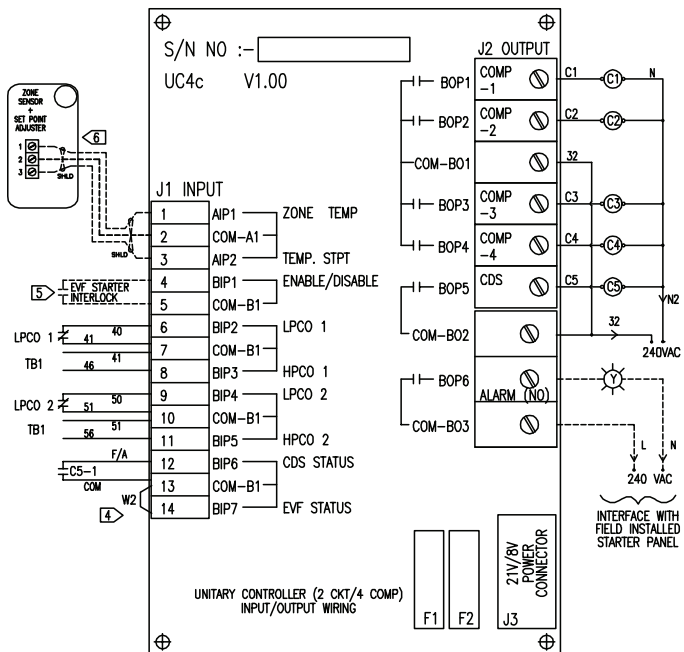 S/N NO :-
UC4c V1.00
ZONE
SENSOR
+
SET POINT
ADJUSTER
1
2
3
SHLD
6
J1 INPUT
SHLD
1 AIP1 ZONE TEMP
2 COM-A1
3 AIP2 TEMP. STPT
4 BIP1 ENABLE/DISABLE
5 COM-B1
6 BIP2 LPCO 1
7 COM-B1
8 BIP3 HPCO 1
9 BIP4 LPCO 2
10 COM-B1
11 BIP5 HPCO 2
12 BIP6 CDS STATUS
13 COM-B1
14 BIP7 EVF STATUS
5
EVF STARTER
INTERLOCK
LPCO 1 40
41
41
TB1 46
LPCO 2 50
51
51
TB1 56
F/A
C5-1
COM
W2
4
J2 OUTPUT
BOP1 COMP
-1
C1 C1 N
BOP2 COMP
-2
C2 C2
COM-BO1 32
BOP3 COMP
-3
C3 C3
BOP4 COMP
-4
C4 C4
BOP5 CDS C5 C5
N2
COM-BO2 32
240VAC
BOP6 ALARM (NO) Y
COM-BO3
L N
240 VAC
INTERFACE WITH
FIELD INSTALLED
STARTER PANEL
UNITARY CONTROLLER (2 CKT/4 COMP)
INPUT/OUTPUT WIRING
F1 F2
21V/8V
POWER
CONNECTOR
J3